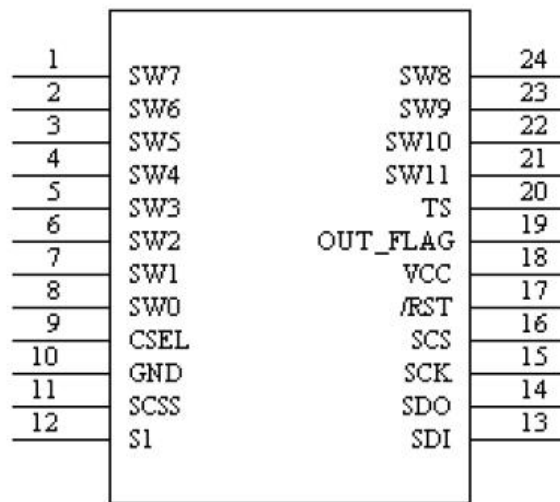 1 SW7 SW8 24
2 SW6 SW9 23
3 SW5 SW10 22
4 SW4 SW11 21
5 SW3 TS 20
6 SW2 OUT_FLAG 19
7 SW1 VCC 18
8 SW0 /RST 17
9 CSEL SCS 16
10 GND SCK 15
11 SCSS SDO 14
12 S1 SDI 13